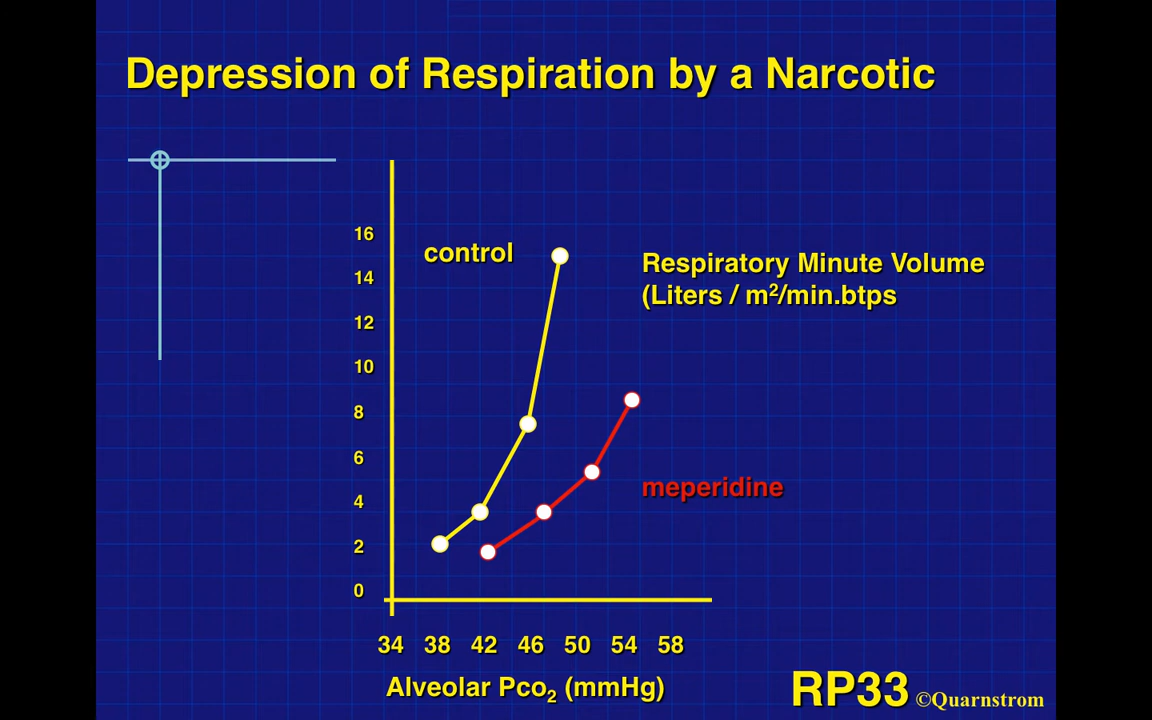 Depression of Respiration by a Narcotic
16
control
Respiratory Minute Volume
(Liters / m²/min.btps
14
12
10
8
6
meperidine
4
2
0
34 38 42 46 50 54 58
Alveolar Pco₂ (mmHg)
RP33 ©Quarnstrom